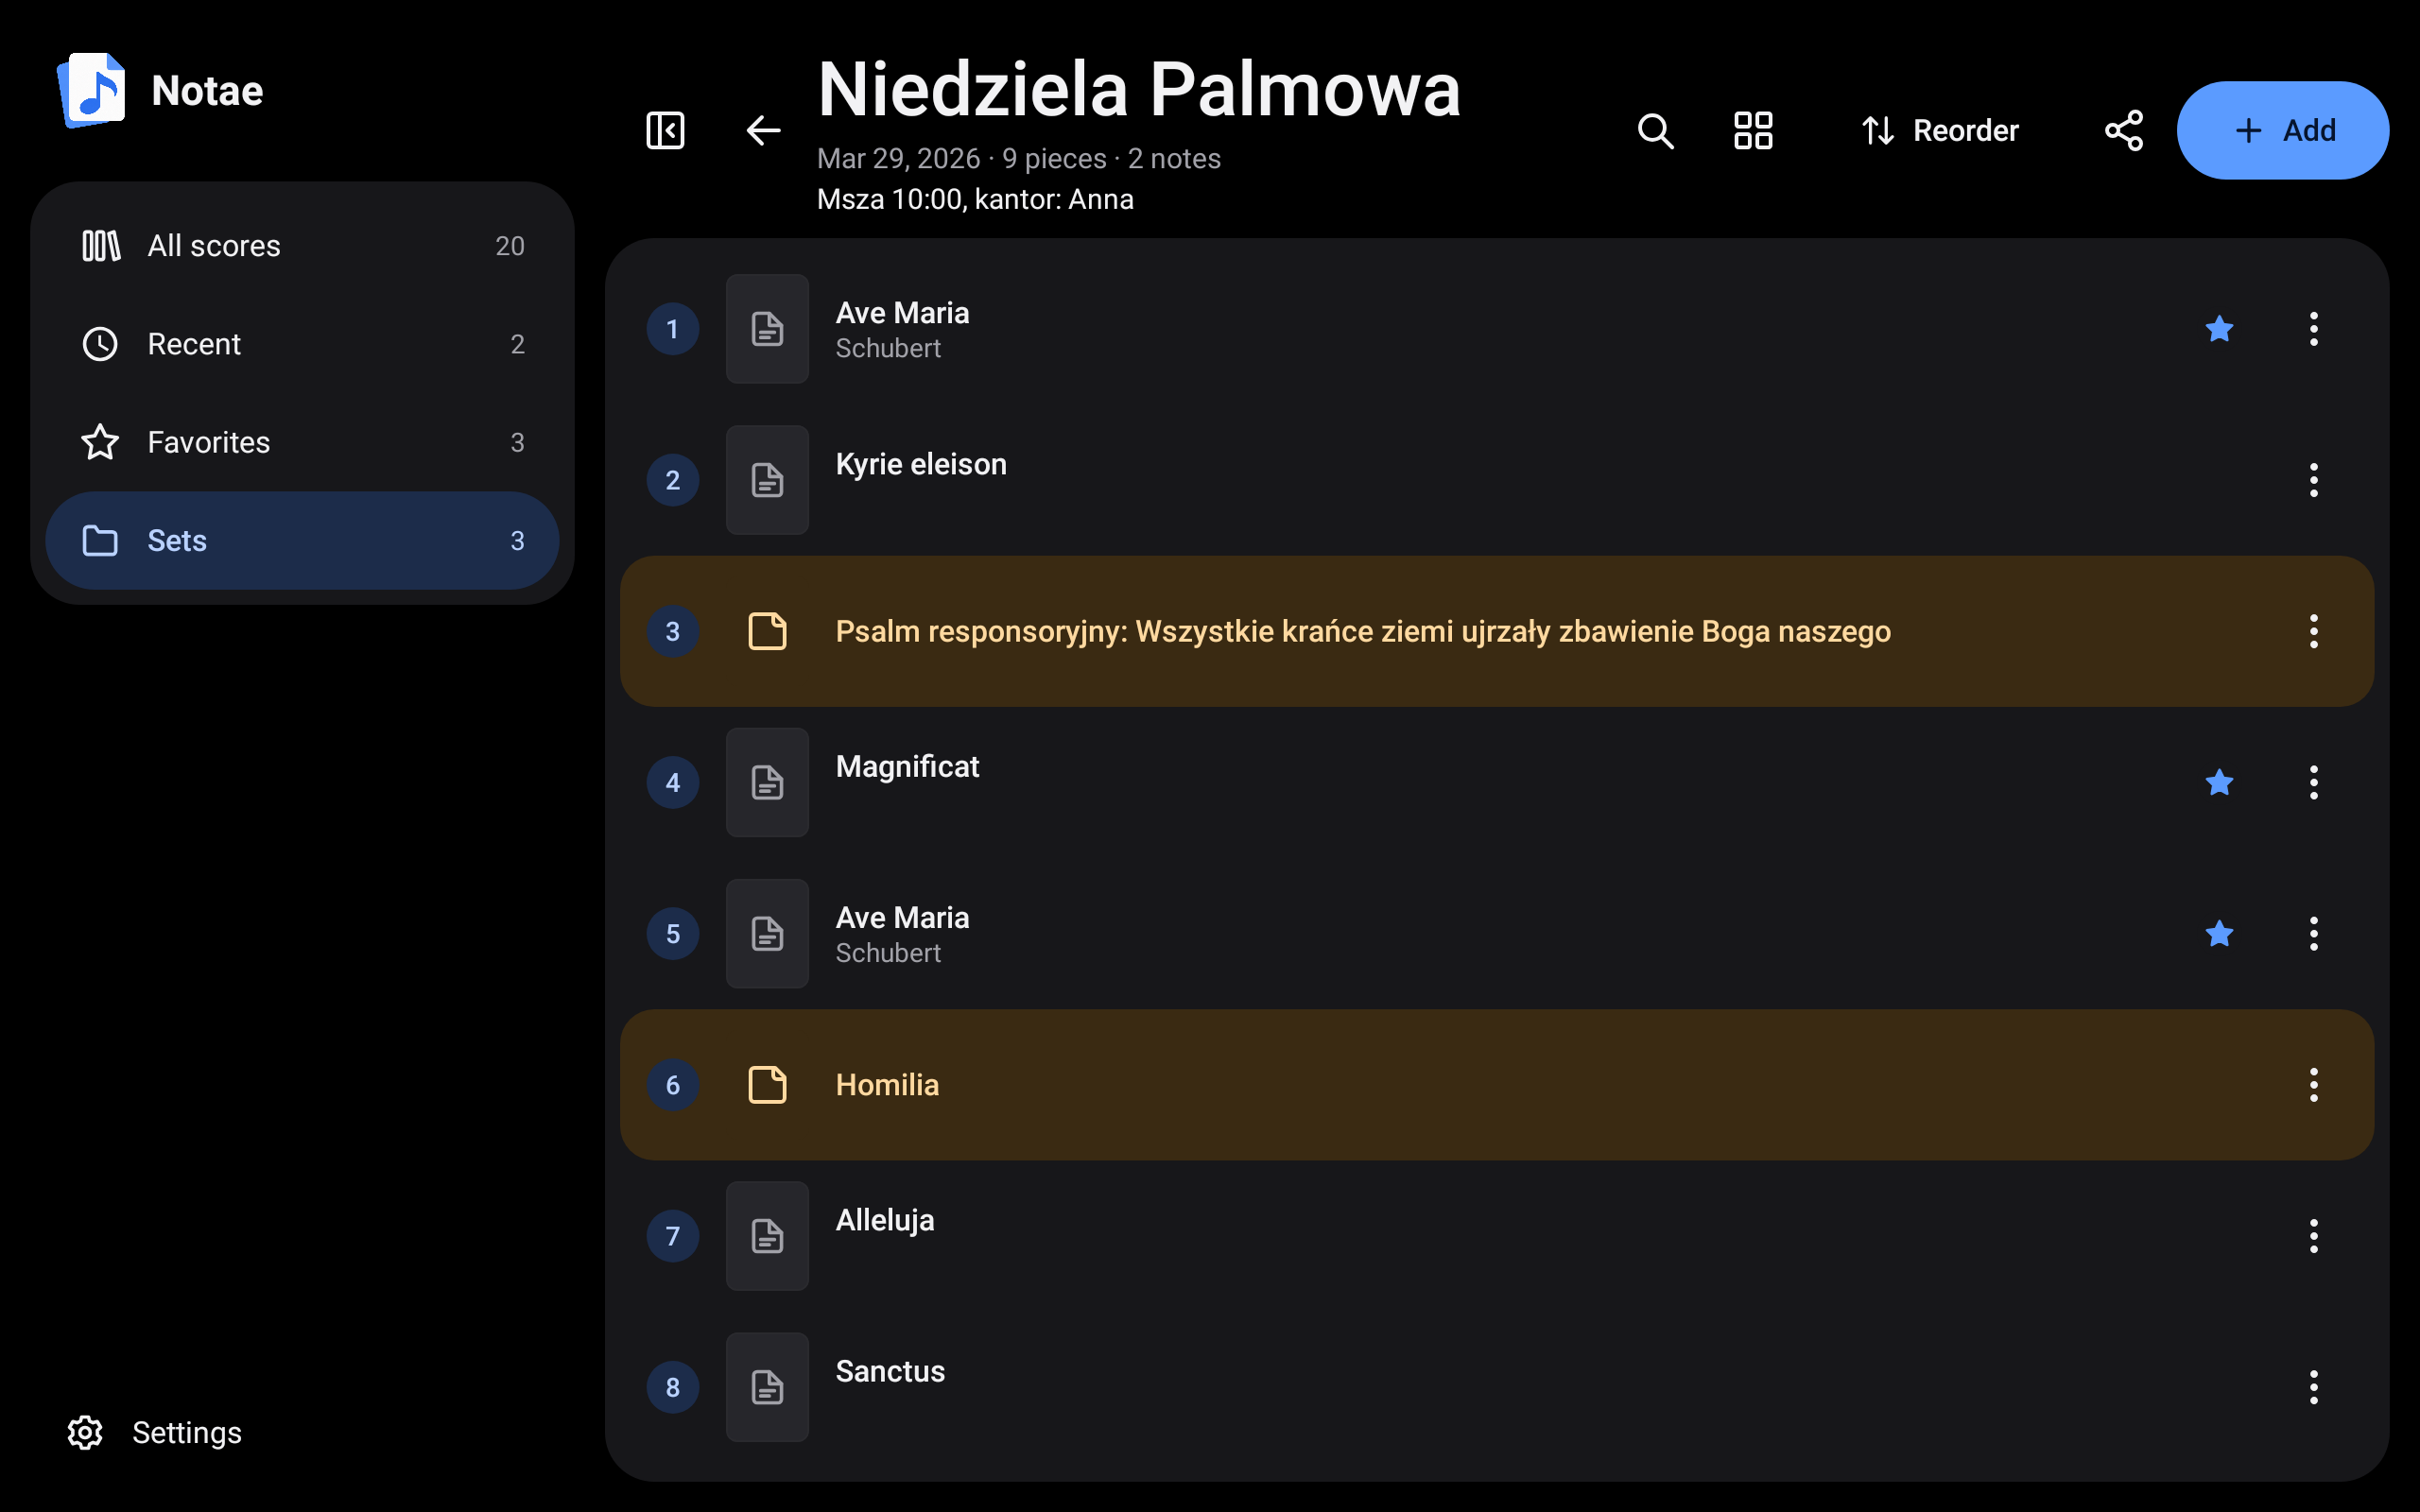 Notae
All scores 20
Recent 2
Favorites 3
Sets 3
Settings
Niedziela Palmowa
Mar 29, 2026 · 9 pieces · 2 notes
Msza 10:00, kantor: Anna
Reorder
Add
1 Ave Maria
Schubert
2 Kyrie eleison
3 Psalm responsoryjny: Wszystkie krańce ziemi ujrzały zbawienie Boga naszego
4 Magnificat
5 Ave Maria
Schubert
6 Homilia
7 Alleluja
8 Sanctus